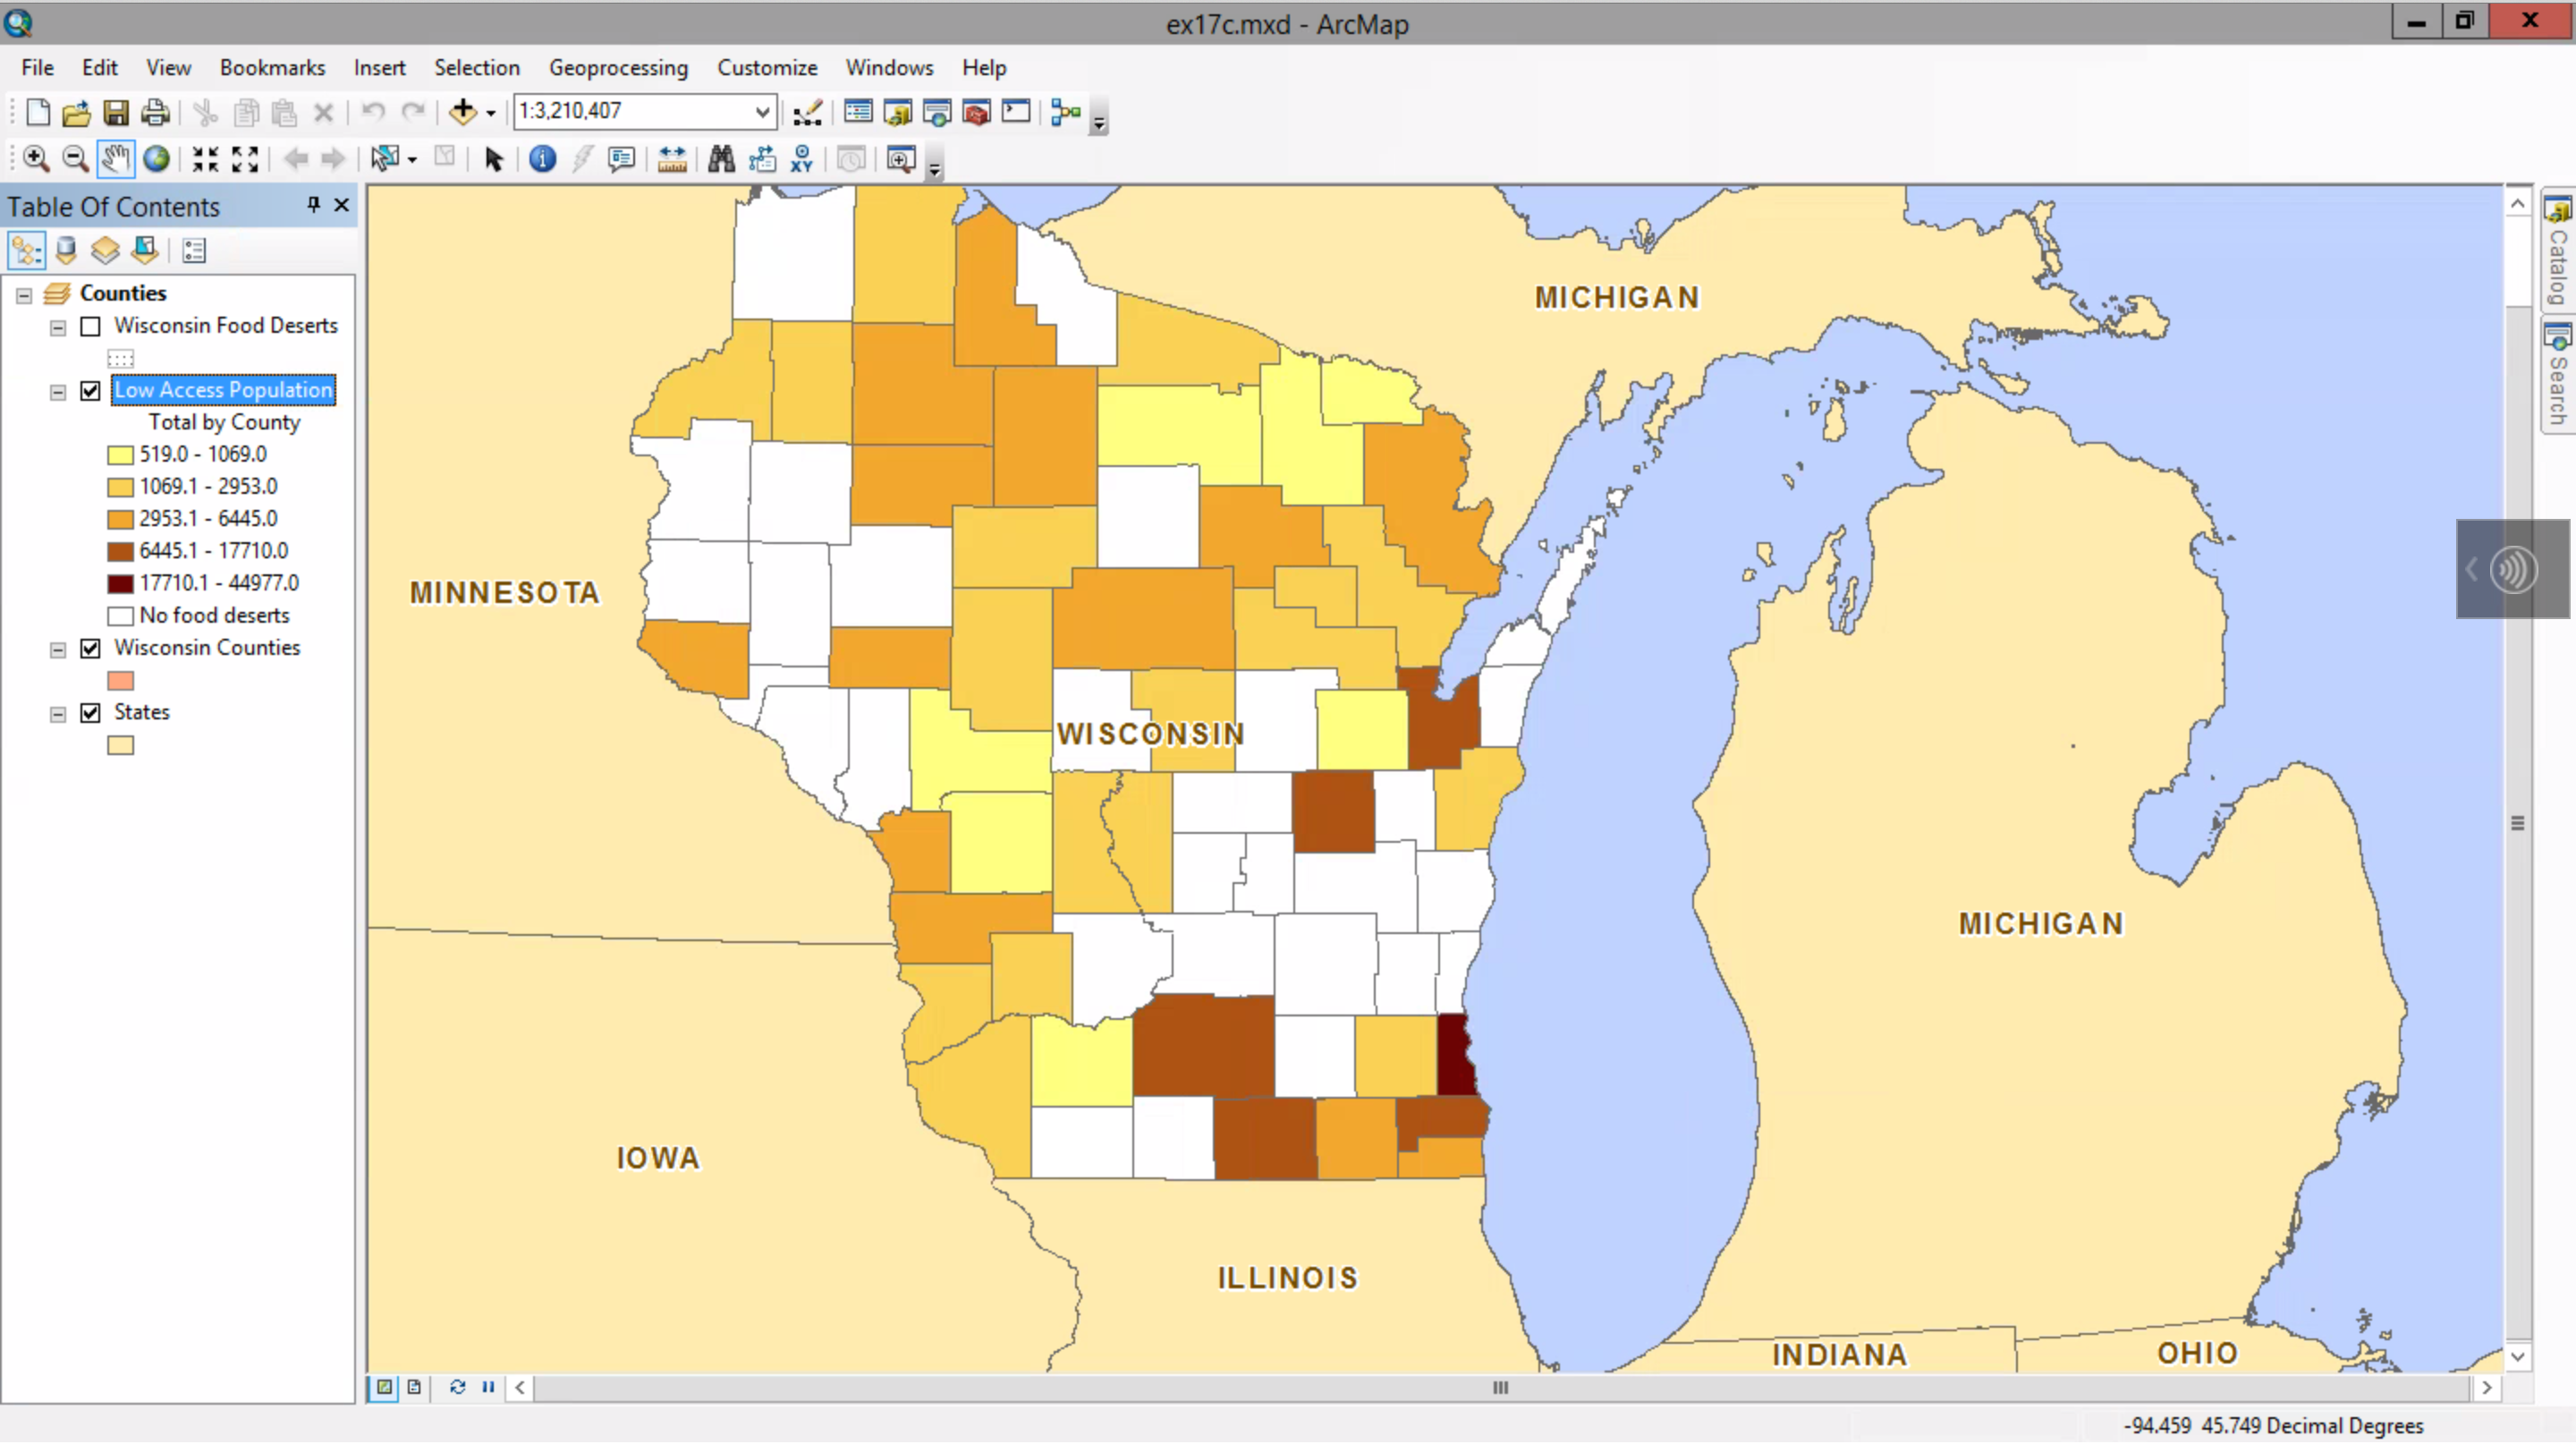 ex17c.mxd - ArcMap
File Edit View Bookmarks Insert Selection Geoprocessing Customize Windows Help
1:3,210,407
XY
Table Of Contents
Counties
Wisconsin Food Deserts
Low Access Population
Total by County
519.0 - 1069.0
1069.1 - 2953.0
2953.1 - 6445.0
6445.1 - 17710.0
17710.1 - 44977.0
No food deserts
Wisconsin Counties
States
MICHIGAN
MINNESOTA
WISCONSIN
MICHIGAN
IOWA
ILLINOIS
INDIANA
OHIO
Catalog
Search
-94.459 45.749 Decimal Degrees